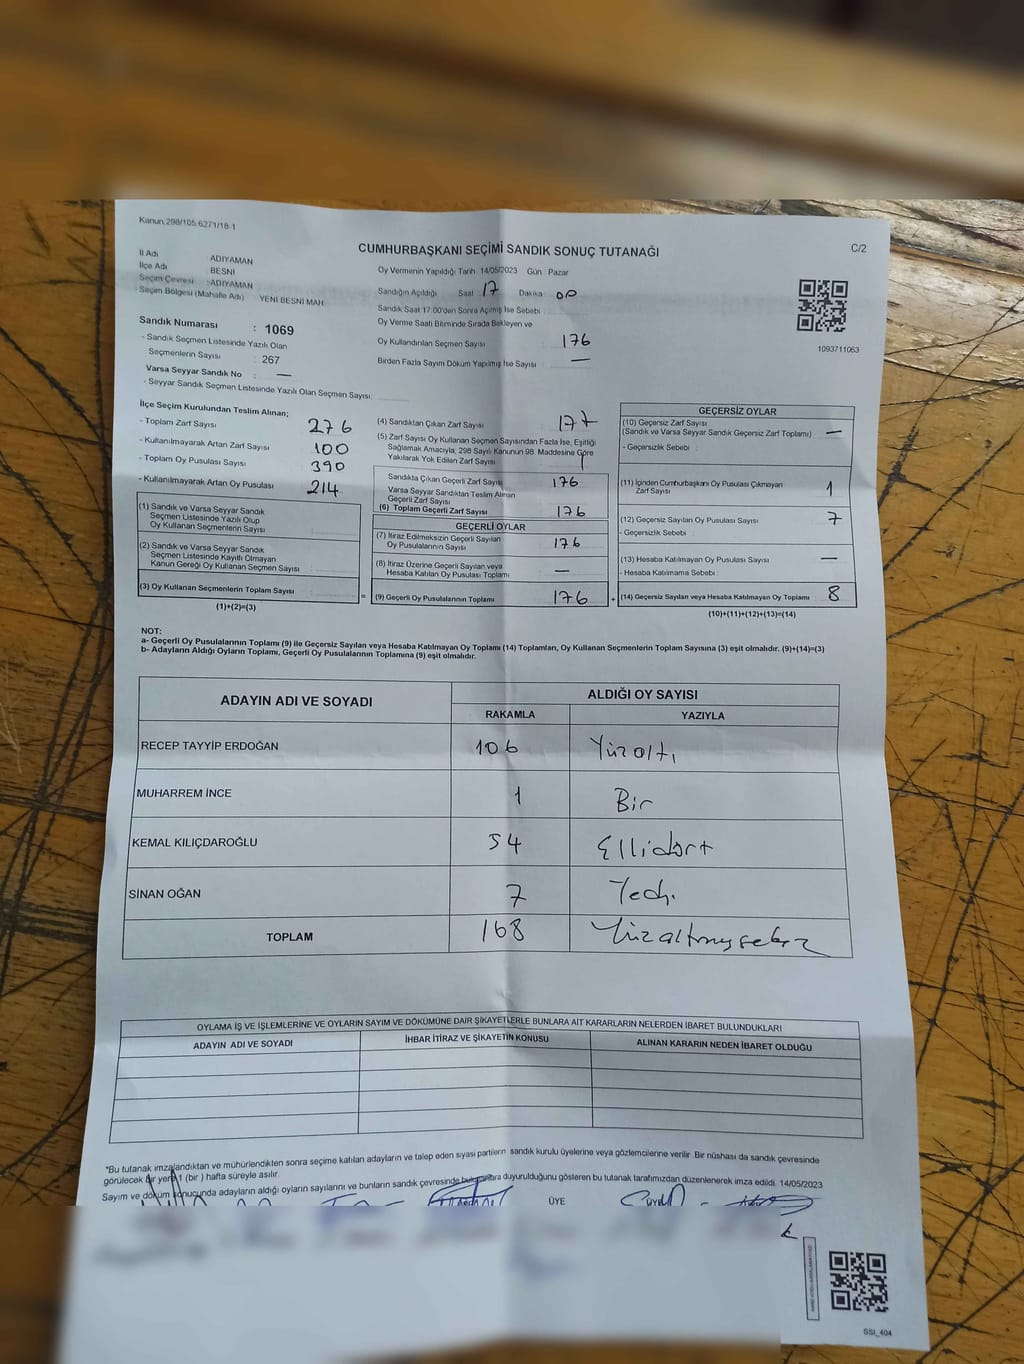 Kanun:298/105.6271/18-1
C/2
CUMHURBAŞKANI SEÇİMİ SANDIK SONUÇ TUTANAĞI
İl Adı : ADIYAMAN
İlçe Adı : BESNİ
Seçim Çevresi : ADIYAMAN
Seçim Bölgesi (Mahalle Adı) YENİ BESNİ MAH.
Oy Vermenin Yapıldığı Tarih 14/05/2023 Gün : Pazar
Sandığın Açıldığı Saat 17 Dakika 00
Sandık Saat 17:00'den Sonra Açılmış İse Sebebi :
Oy Verme Saati Bitiminde Sırada Bekleyen ve
Oy Kullandırılan Seçmen Sayısı 176
Birden Fazla Sayım Döküm Yapılmış İse Sayısı : —
1093711063
Sandık Numarası : 1069
- Sandık Seçmen Listesinde Yazılı Olan
Seçmenlerin Sayısı : 267
Varsa Seyyar Sandık No : —
- Seyyar Sandık Seçmen Listesinde Yazılı Olan Seçmen Sayısı:
İlçe Seçim Kurulundan Teslim Alınan;
- Toplam Zarf Sayısı 276
- Kullanılmayarak Artan Zarf Sayısı 100
- Toplam Oy Pusulası Sayısı 390
- Kullanılmayarak Artan Oy Pusulası 214
(1) Sandık ve Varsa Seyyar Sandık
Seçmen Listesinde Yazılı Olup
Oy Kullanan Seçmenlerin Sayısı
(2) Sandık ve Varsa Seyyar Sandık
Seçmen Listesinde Kayıtlı Olmayan
Kanun Gereği Oy Kullanan Seçmen Sayısı
(3) Oy Kullanan Seçmenlerin Toplam Sayısı
(1)+(2)=(3)
(4) Sandıktan Çıkan Zarf Sayısı 177
(5) Zarf Sayısı Oy Kullanan Seçmen Sayısından Fazla İse, Eşitliği
Sağlamak Amacıyla, 298 Sayılı Kanunun 98. Maddesine Göre
Yakılarak Yok Edilen Zarf Sayısı 1
Sandıkta Çıkan Geçerli Zarf Sayısı 176
Varsa Seyyar Sandıktan Teslim Alınan
Geçerli Zarf Sayısı
(6) Toplam Geçerli Zarf Sayısı 176
GEÇERLİ OYLAR
(7) İtiraz Edilmeksizin Geçerli Sayılan
Oy Pusulalarının Sayısı 176
(8) İtiraz Üzerine Geçerli Sayılan veya
Hesaba Katılan Oy Pusulası Toplamı —
= (9) Geçerli Oy Pusulalarının Toplamı 176
GEÇERSİZ OYLAR
(10) Geçersiz Zarf Sayısı
(Sandık ve Varsa Seyyar Sandık Geçersiz Zarf Toplamı) —
- Geçersizlik Sebebi :
(11) İçinden Cumhurbaşkanı Oy Pusulası Çıkmayan
Zarf Sayısı 1
(12) Geçersiz Sayılan Oy Pusulası Sayısı 7
- Geçersizlik Sebebi :
(13) Hesaba Katılmayan Oy Pusulası Sayısı —
- Hesaba Katılmama Sebebi :
+ (14) Geçersiz Sayılan veya Hesaba Katılmayan Oy Toplamı 8
(10)+(11)+(12)+(13)=(14)
NOT:
a- Geçerli Oy Pusulalarının Toplamı (9) ile Geçersiz Sayılan veya Hesaba Katılmayan Oy Toplamı (14) Toplamları, Oy Kullanan Seçmenlerin Toplam Sayısına (3) eşit olmalıdır. (9)+(14)=(3)
b- Adayların Aldığı Oyların Toplamı, Geçerli Oy Pusulalarının Toplamına (9) eşit olmalıdır.
ADAYIN ADI VE SOYADI
ALDIĞI OY SAYISI
RAKAMLA YAZIYLA
RECEP TAYYİP ERDOĞAN 106 Yüzaltı
MUHARREM İNCE 1 Bir
KEMAL KILIÇDAROĞLU 54 Ellidört
SİNAN OĞAN 7 Yedi
TOPLAM 168 Yüzaltmışsekiz
OYLAMA İŞ VE İŞLEMLERİNE VE OYLARIN SAYIM VE DÖKÜMÜNE DAİR ŞİKAYETLERLE BUNLARA AİT KARARLARIN NELERDEN İBARET BULUNDUKLARI
ADAYIN ADI VE SOYADI İHBAR İTİRAZ VE ŞİKAYETİN KONUSU ALINAN KARARIN NEDEN İBARET OLDUĞU
*Bu tutanak imzalandıktan ve mühürlendikten sonra seçime katılan adayların ve talep eden siyasi partilerin sandık kurulu üyelerine veya gözlemcilerine verilir. Bir nüshası da sandık çevresinde
görülecek bir yere 1 (bir ) hafta süreyle asılır.
Sayım ve döküm sonucunda adayların aldığı oyların sayılarını ve bunların sandık çevresinde bulunanlara duyurulduğunu gösteren bu tutanak tarafımızdan düzenlenerek imza edildi. 14/05/2023
ÜYE
SSİ_404